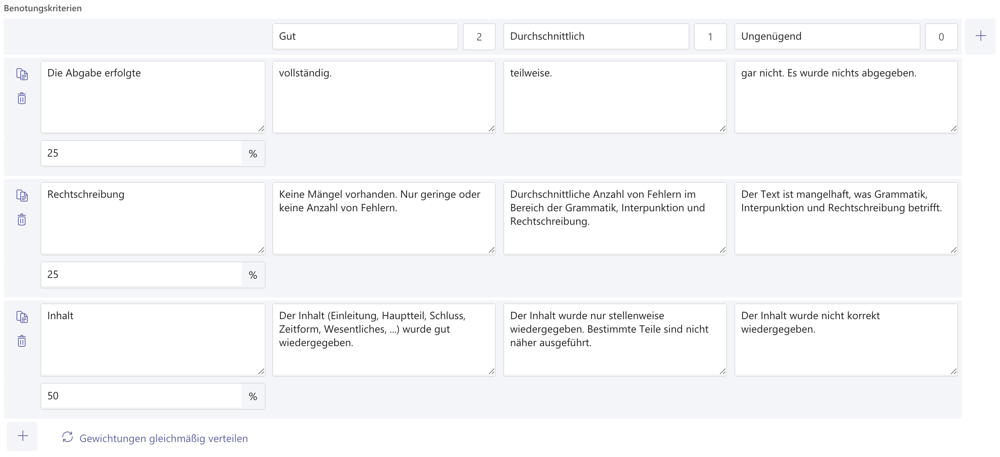 Benotungskriterien
Gut 2 Durchschnittlich 1 Ungenügend 0
Die Abgabe erfolgte
vollständig.
teilweise.
gar nicht. Es wurde nichts abgegeben.
25 %
Rechtschreibung
Keine Mängel vorhanden. Nur geringe oder
keine Anzahl von Fehlern.
Durchschnittliche Anzahl von Fehlern im
Bereich der Grammatik, Interpunktion und
Rechtschreibung.
Der Text ist mangelhaft, was Grammatik,
Interpunktion und Rechtschreibung betrifft.
25 %
Inhalt
Der Inhalt (Einleitung, Hauptteil, Schluss,
Zeitform, Wesentliches, ...) wurde gut
wiedergegeben.
Der Inhalt wurde nur stellenweise
wiedergegeben. Bestimmte Teile sind nicht
näher ausgeführt.
Der Inhalt wurde nicht korrekt
wiedergegeben.
50 %
Gewichtungen gleichmäßig verteilen